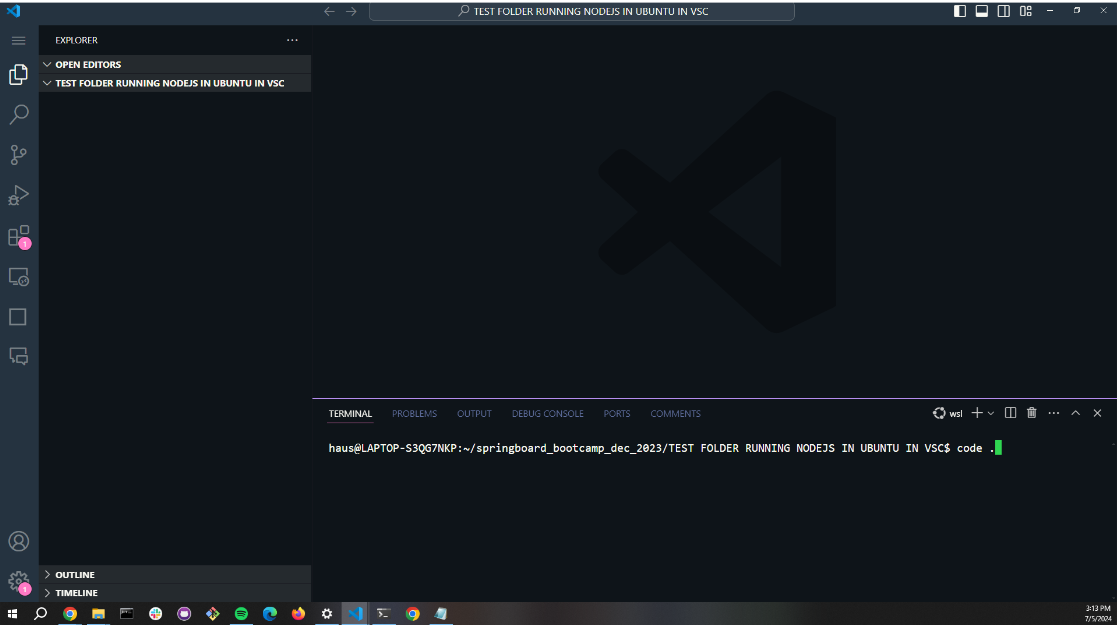 TEST FOLDER RUNNING NODEJS IN UBUNTU IN VSC
EXPLORER
OPEN EDITORS
TEST FOLDER RUNNING NODEJS IN UBUNTU IN VSC
1
TERMINAL PROBLEMS OUTPUT DEBUG CONSOLE PORTS COMMENTS wsl
haus@LAPTOP-S3QG7NKP:~/springboard_bootcamp_dec_2023/TEST FOLDER RUNNING NODEJS IN UBUNTU IN VSC$ code .
OUTLINE
1
TIMELINE
3:13 PM
7/5/2024